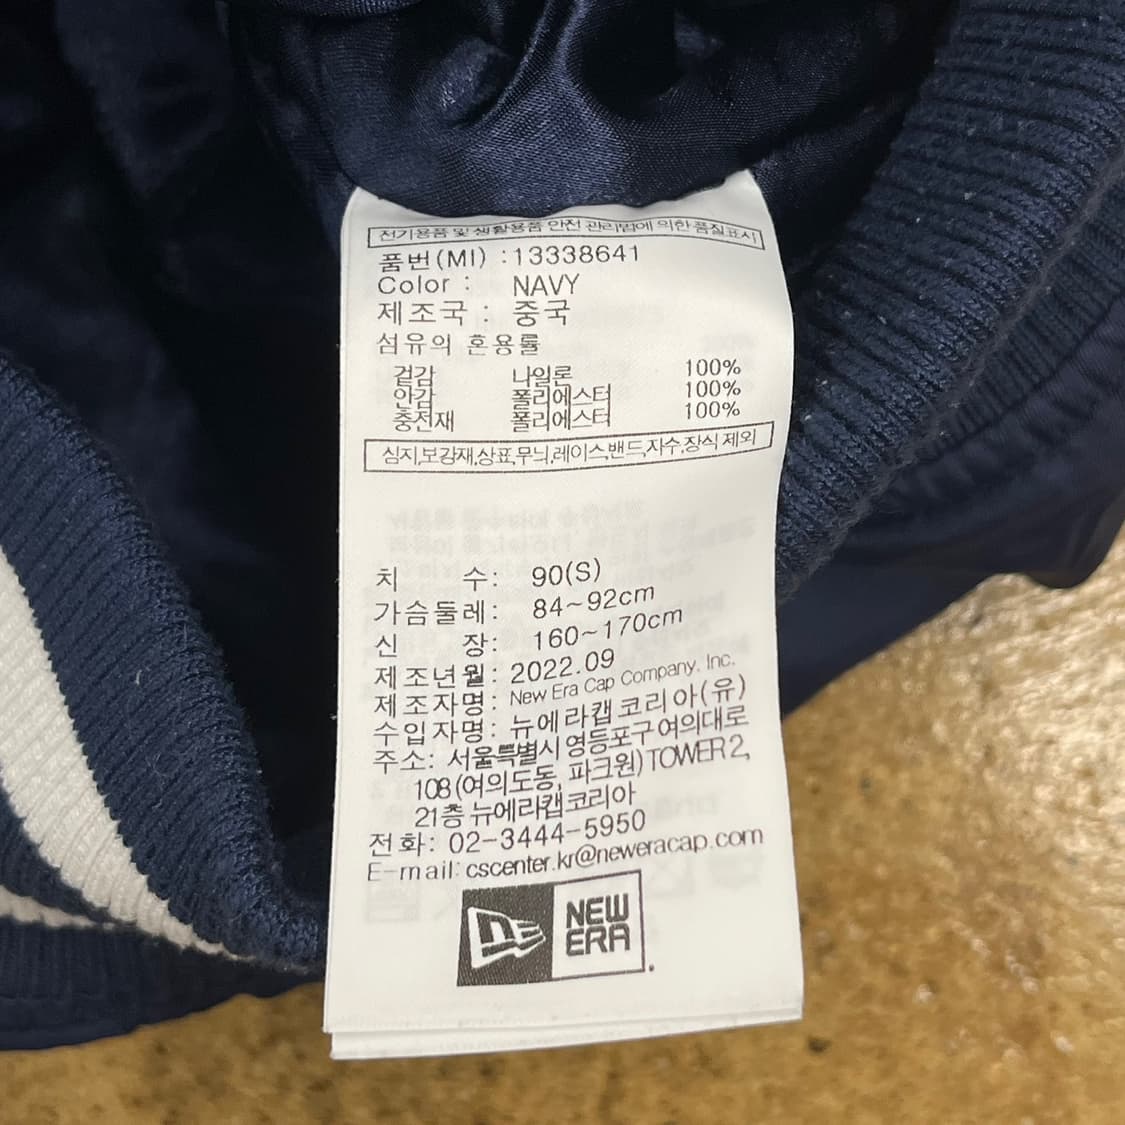 전기용품 및 생활용품 안전 관리법에 의한 품질표시
품번(MI) :13338641
Color : NAVY
제조국 : 중국
섬유의 혼용률
겉감 나일론 100%
안감 폴리에스터 100%
충전재 폴리에스터 100%
심지,보강재,상표,무늬,레이스,밴드,자수,장식 제외
치 수: 90(S)
가슴둘레: 84~92cm
신 장: 160~170cm
제조년월: 2022.09
제조자명: New Era Cap Company. Inc.
수입자명: 뉴에라캡코리아(유)
주소: 서울특별시 영등포구 여의대로
108 (여의도동, 파크원) TOWER 2,
21층 뉴에라캡코리아
전화: 02-3444-5950
E-mail: cscenter.kr@neweracap.com
NEW
ERA